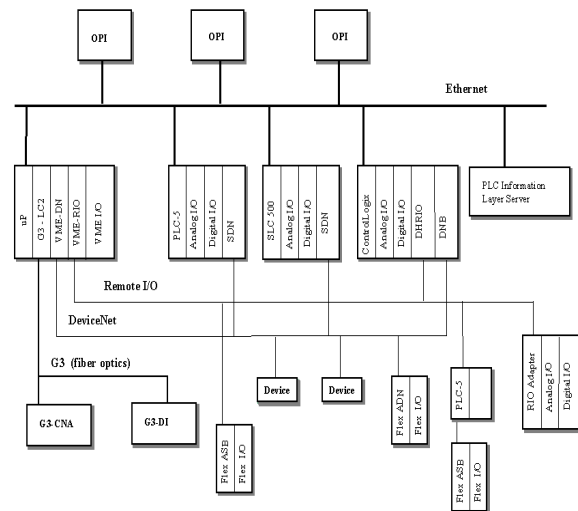 OPI
OPI
OPI
Ethernet
uP
G3 - LC2
VME-DN
VME-RIO
VME I/O
PLC-5
Analog I/O
Digital I/O
SDN
SLC 500
Analog I/O
Digital I/O
SDN
ControlLogix
Analog I/O
Digital I/O
DHRIO
DNB
PLC Information
Layer Server
Remote I/O
DeviceNet
G3 (fiber optics)
G3-CNA
G3-DI
Device
Device
Flex ASB
Flex I/O
Flex ADN
Flex I/O
PLC-5
Flex ASB
Flex I/O
RIO Adapter
Analog I/O
Digital I/O